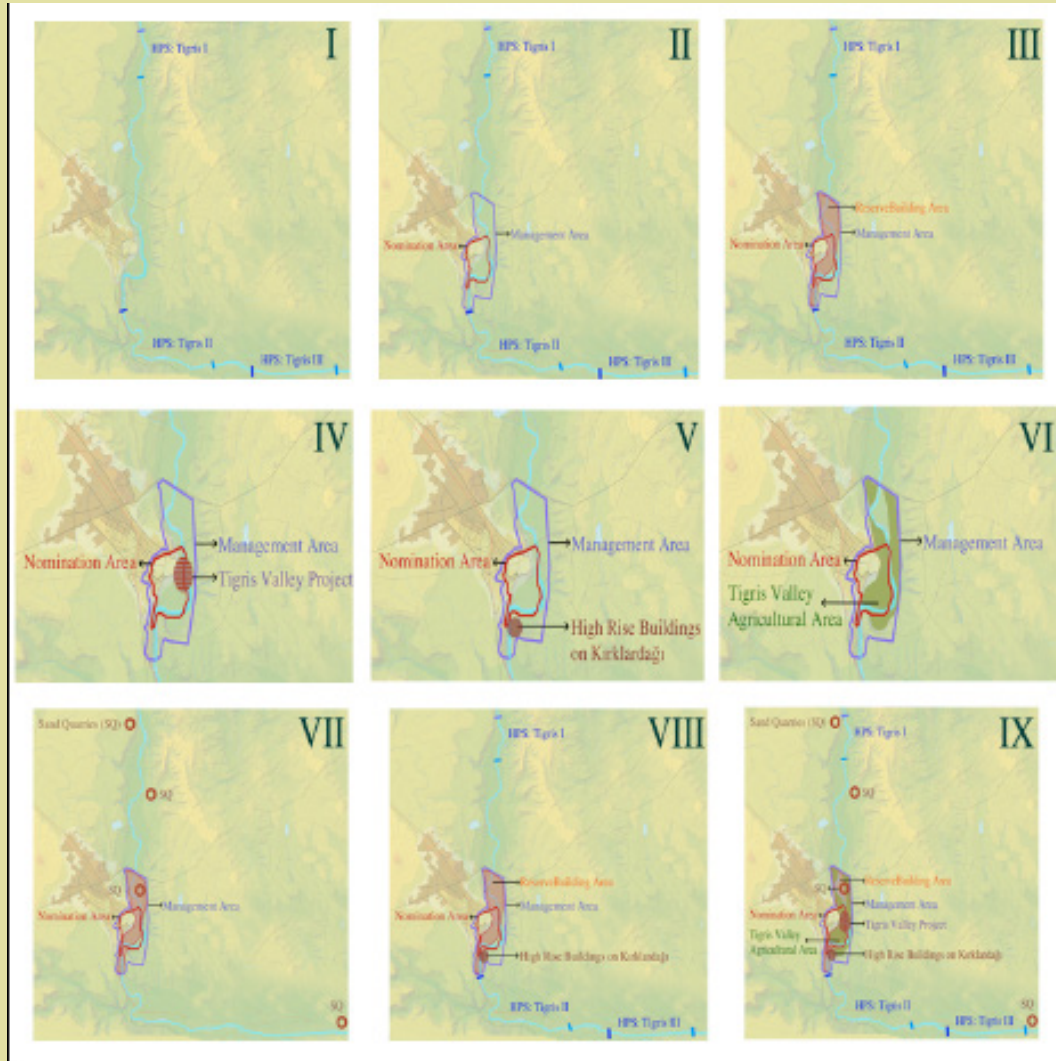 I
HPS: Tigris I
HPS: Tigris II
HPS: Tigris III
II
HPS: Tigris I
Nomination Area
Management Area
HPS: Tigris II
HPS: Tigris III
III
HPS: Tigris I
ReserveBuilding Area
Management Area
Nomination Area
HPS: Tigris II
HPS: Tigris III
IV
Management Area
Nomination Area
Tigris Valley Project
V
Management Area
Nomination Area
High Rise Buildings
on Kırklardağı
VI
Management Area
Nomination Area
Tigris Valley
Agricultural Area
VII
Sand Quarries (SQ)
SQ
SQ
Management Area
Nomination Area
SQ
VIII
HPS: Tigris I
ReserveBuilding Area
Management Area
Nomination Area
High Rise Buildings on Kırklardağı
HPS: Tigris II
HPS: Tigris III
IX
Sand Quarries (SQ)
HPS: Tigris I
SQ
ReserveBuilding Area
SQ
Management Area
Nomination Area
Tigris Valley Project
Tigris Valley
Agricultural Area
High Rise Buildings on Kırklardağı
HPS: Tigris II
SQ
HPS: Tigris III